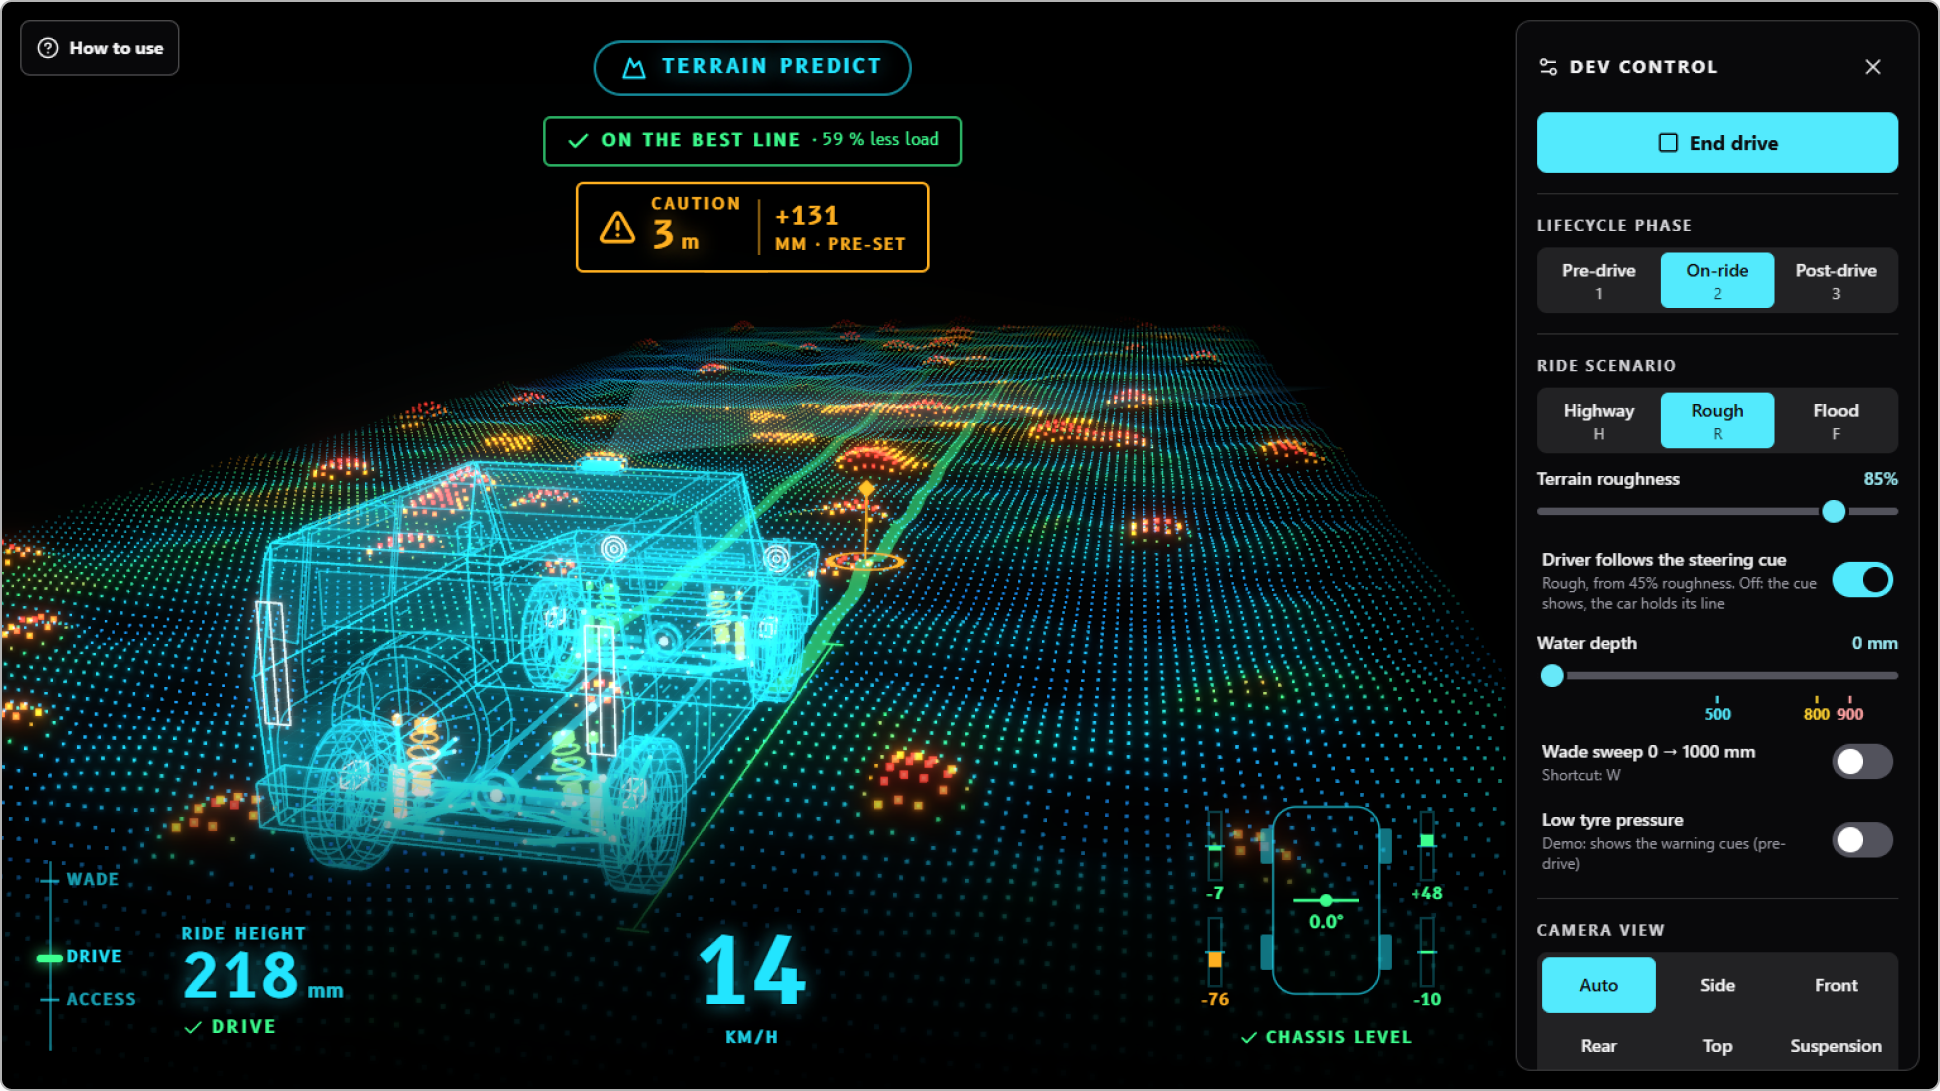 How to use
TERRAIN PREDICT
ON THE BEST LINE · 59 % less load
CAUTION
3 m
+131
MM · PRE-SET
WADE
DRIVE
ACCESS
RIDE HEIGHT
218 mm
DRIVE
14
KM/H
-7
+48
0.0°
-76
-10
CHASSIS LEVEL
DEV CONTROL
End drive
LIFECYCLE PHASE
Pre-drive On-ride Post-drive
1 2 3
RIDE SCENARIO
Highway Rough Flood
H R F
Terrain roughness 85%
Driver follows the steering cue
Rough, from 45% roughness. Off: the cue
shows, the car holds its line
Water depth 0 mm
500 800 900
Wade sweep 0 → 1000 mm
Shortcut: W
Low tyre pressure
Demo: shows the warning cues (pre-
drive)
CAMERA VIEW
Auto Side Front
Rear Top Suspension